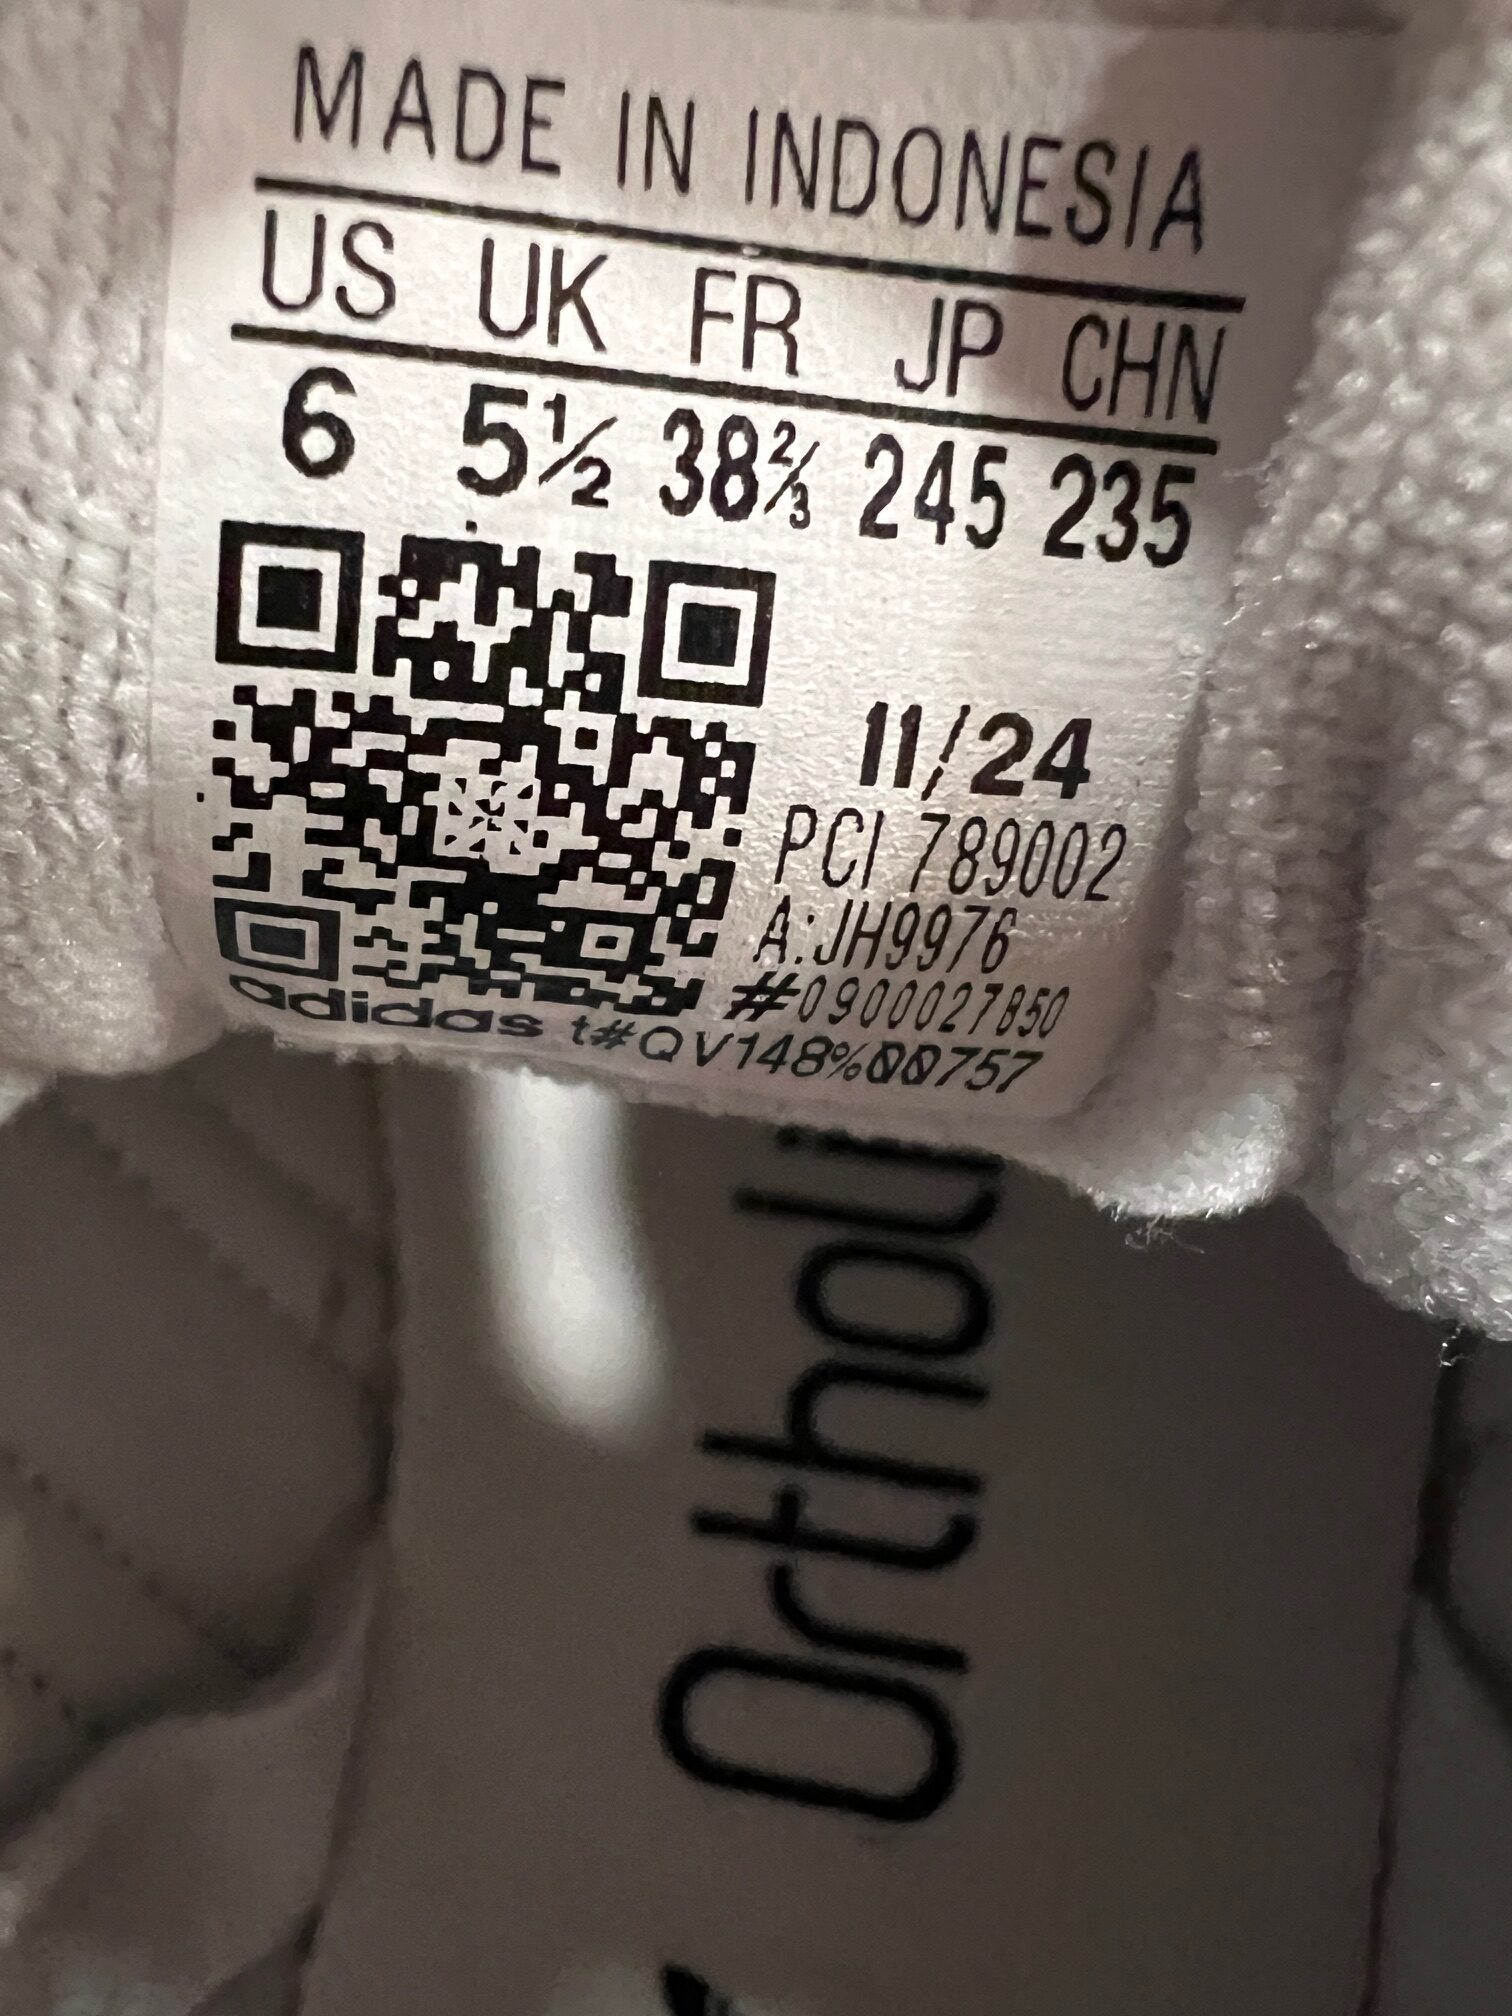 MADE IN INDONESIA
US UK FR JP CHN
6 5½ 38⅔ 245 235
11/24
PCI 789002
A:JH9976
#0900027850
adidas t#QV148%00757